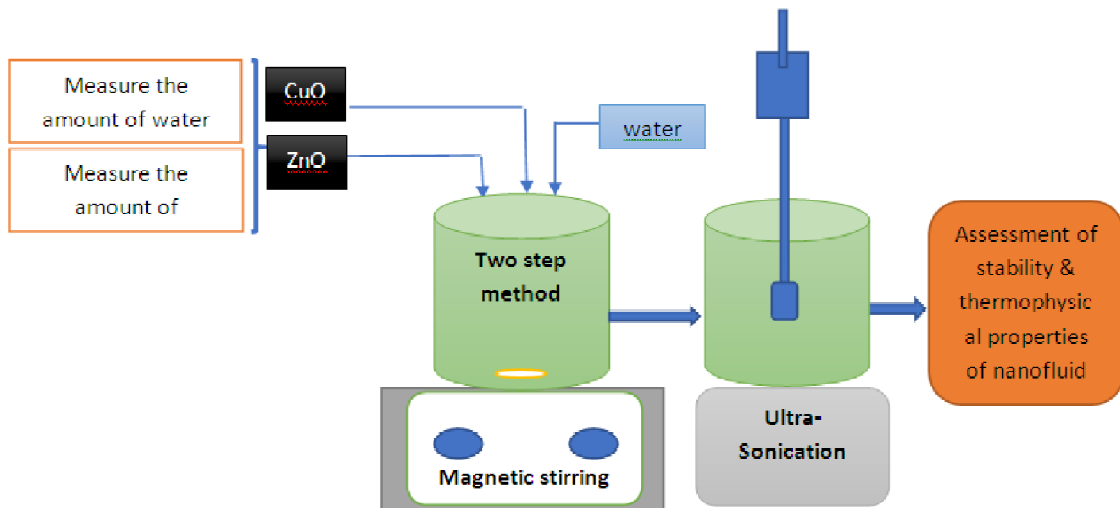 Measure the
amount of water
Measure the
amount of
CuO
ZnO
water
Two step
method
Magnetic stirring
Ultra-
Sonication
Assessment of
stability &
thermophysic
al properties
of nanofluid